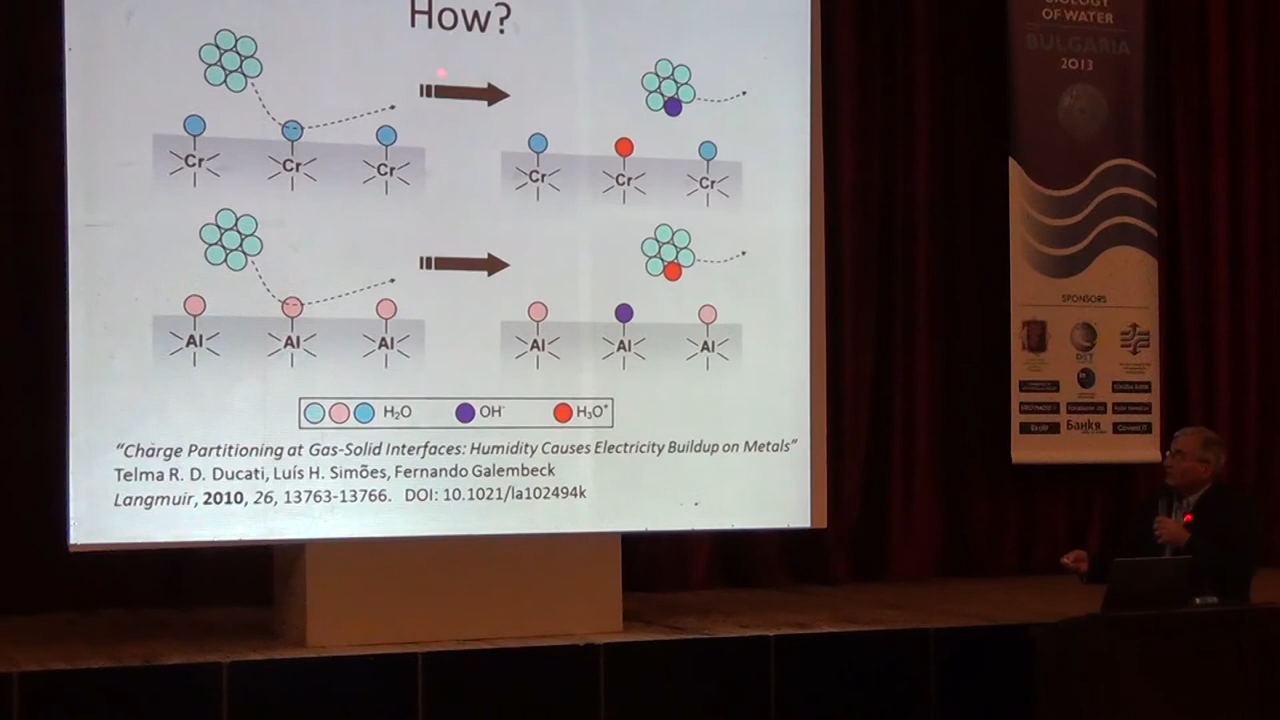 How?
Cr Cr Cr
Cr Cr Cr
Al Al Al
Al Al Al
H₂O OH⁻ H₃O⁺
"Charge Partitioning at Gas-Solid Interfaces: Humidity Causes Electricity Buildup on Metals"
Telma R. D. Ducati, Luís H. Simões, Fernando Galembeck
Langmuir, 2010, 26, 13763-13766. DOI: 10.1021/la102494k
OF WATER
BULGARIA
2013
SPONSORS
DST
Банкя